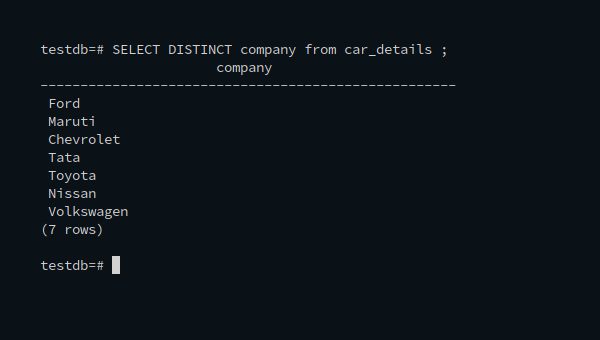 testdb=# SELECT DISTINCT company from car_details ;
company
----------------------------------------------------
Ford
Maruti
Chevrolet
Tata
Toyota
Nissan
Volkswagen
(7 rows)
testdb=#